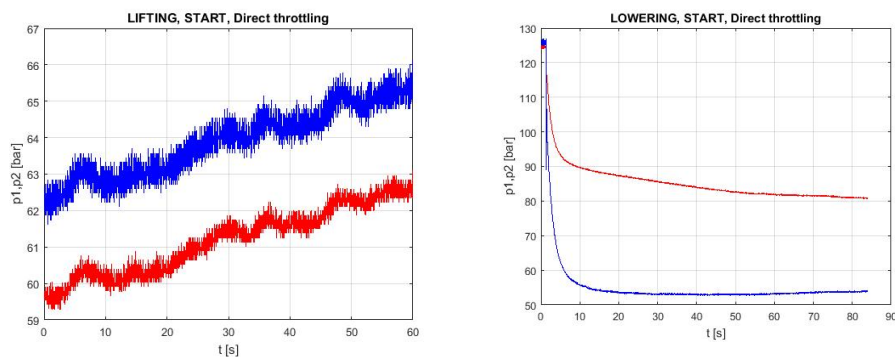 LIFTING, START, Direct throttling
67
66
65
64
63
62
61
60
59
p1,p2 [bar]
0 10 20 30 40 50 60
t [s]
LOWERING, START, Direct throttling
130
120
110
100
90
80
70
60
50
p1,p2 [bar]
0 10 20 30 40 50 60 70 80 90
t [s]